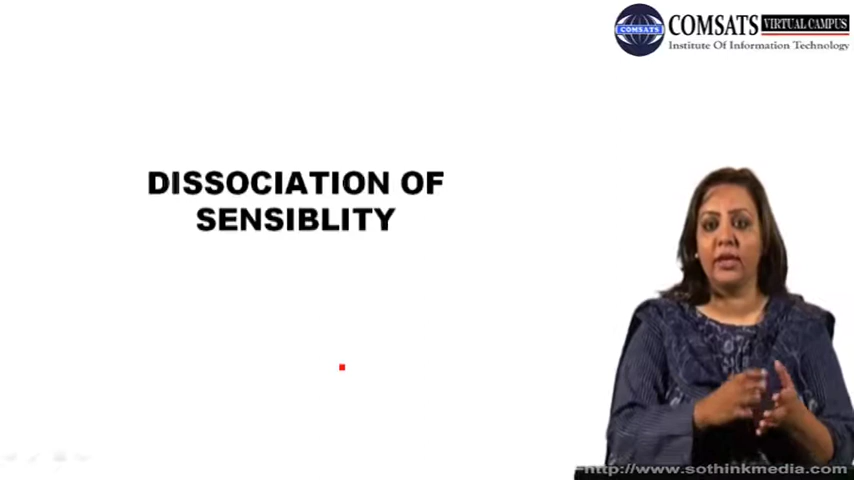 COMSATS VIRTUAL CAMPUS
COMSATS
Institute Of Information Technology
DISSOCIATION OF
SENSIBLITY
http://www.sothinkmedia.com